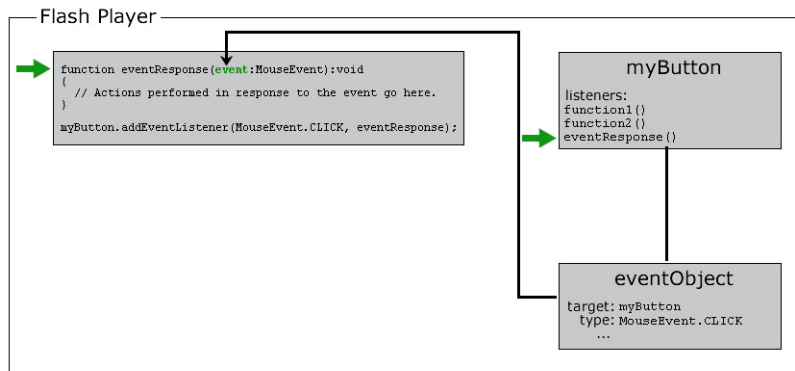 Flash Player
function eventResponse(event:MouseEvent):void
{
// Actions performed in response to the event go here.
}
myButton.addEventListener(MouseEvent.CLICK, eventResponse);
myButton
listeners:
function1()
function2()
eventResponse()
eventObject
target: myButton
type: MouseEvent.CLICK
...